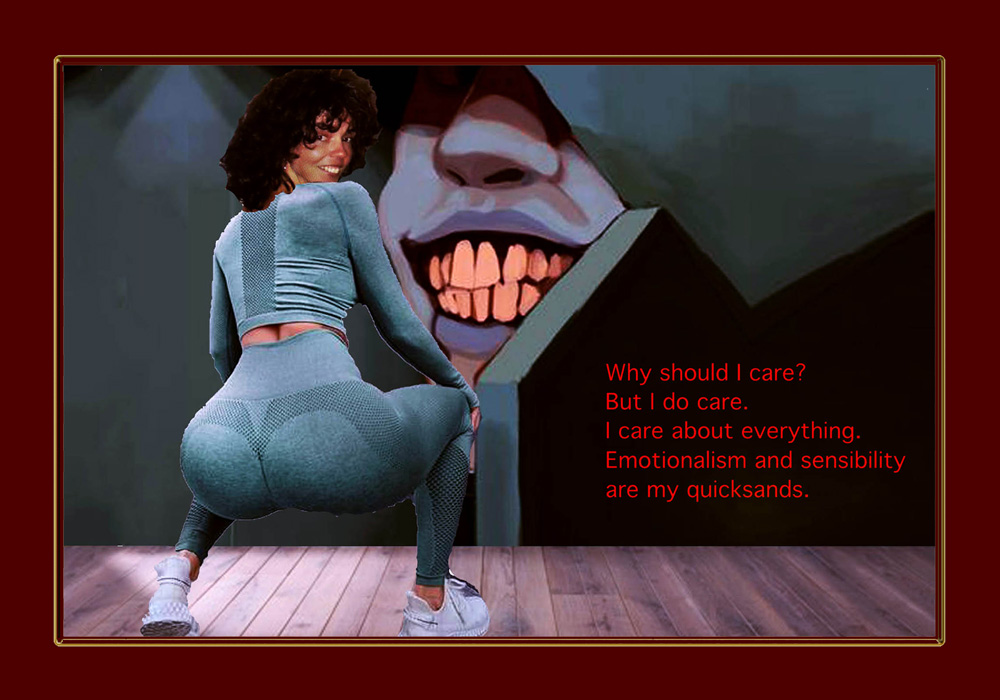 Why should I care?
But I do care.
I care about everything.
Emotionalism and sensibility
are my quicksands.